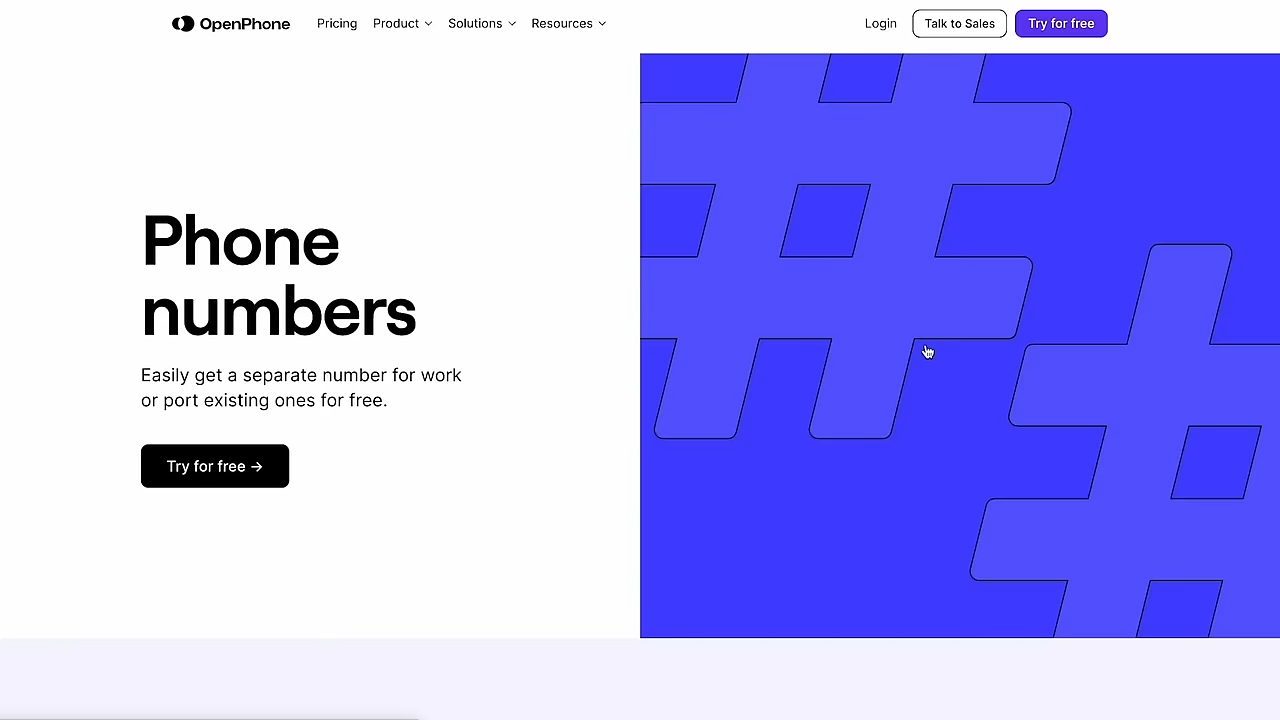 OpenPhone
Pricing
Product
Solutions
Resources
Login
Talk to Sales
Try for free
Phone
numbers
Easily get a separate number for work
or port existing ones for free.
Try for free →